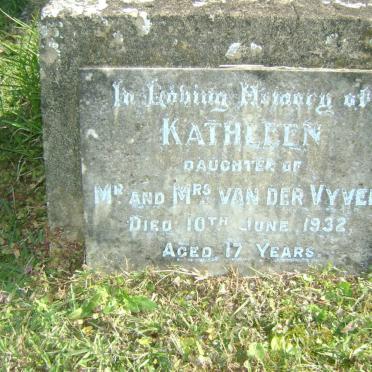 In Loving Memory of
KATHLEEN
DAUGHTER OF
MR AND MRS VAN DER VYVE
DIED 10TH JUNE 1932
AGED 17 YEARS